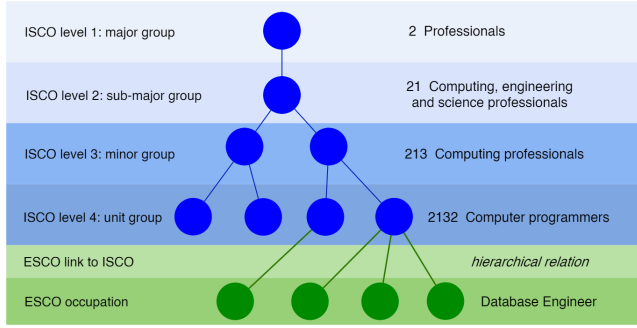 ISCO level 1: major group
2 Professionals
ISCO level 2: sub-major group
21 Computing, engineering
and science professionals
ISCO level 3: minor group
213 Computing professionals
ISCO level 4: unit group
2132 Computer programmers
ESCO link to ISCO
hierarchical relation
ESCO occupation
Database Engineer